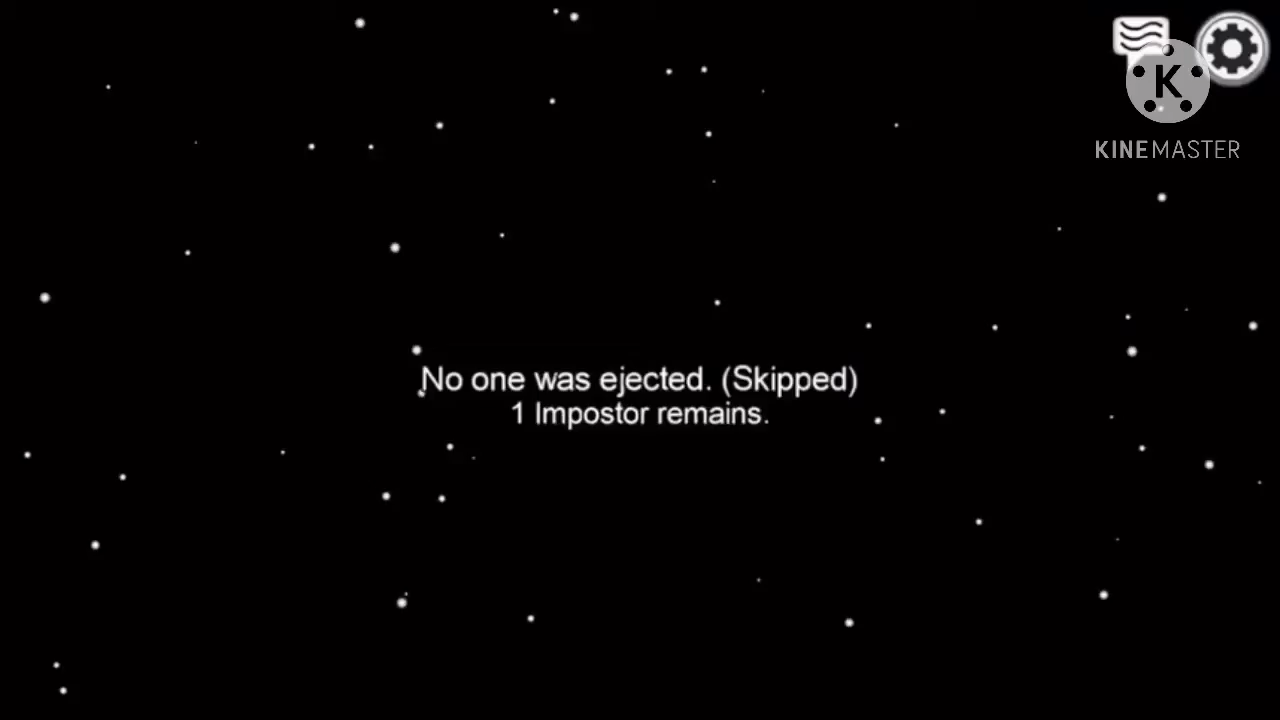 K
KINEMASTER
No one was ejected. (Skipped)
1 Impostor remains.